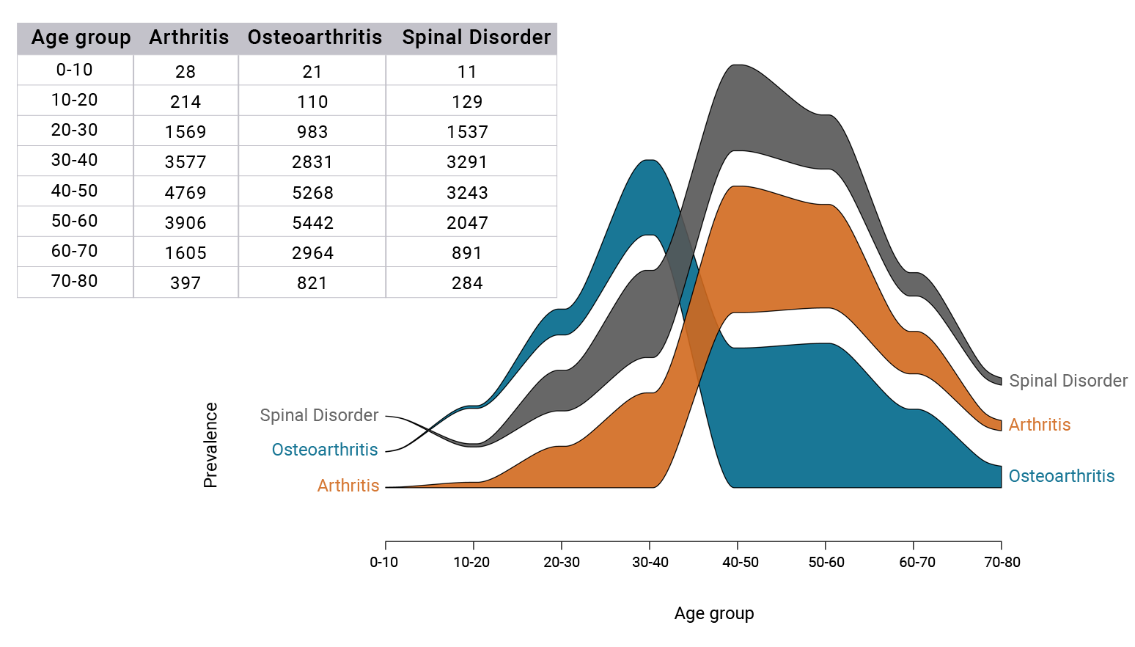 Age group Arthritis Osteoarthritis Spinal Disorder
0-10 28 21 11
10-20 214 110 129
20-30 1569 983 1537
30-40 3577 2831 3291
40-50 4769 5268 3243
50-60 3906 5442 2047
60-70 1605 2964 891
70-80 397 821 284
Prevalence
Spinal Disorder
Osteoarthritis
Arthritis
Spinal Disorder
Arthritis
Osteoarthritis
0-10 10-20 20-30 30-40 40-50 50-60 60-70 70-80
Age group